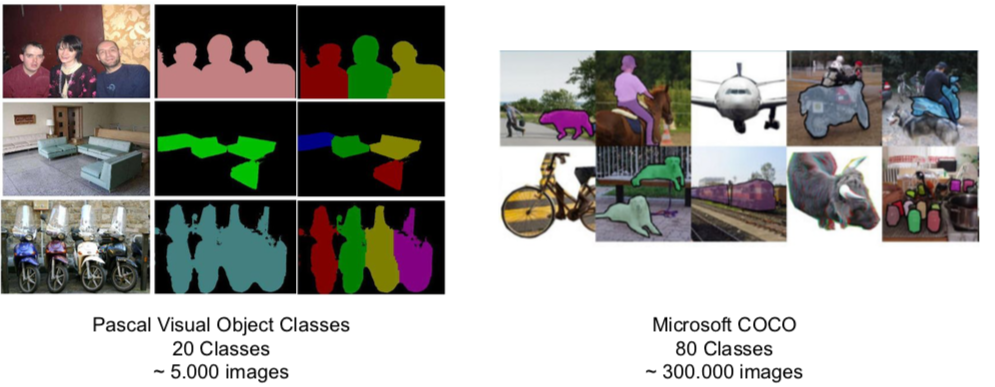 Pascal Visual Object Classes
20 Classes
~ 5.000 images
Microsoft COCO
80 Classes
~ 300.000 images